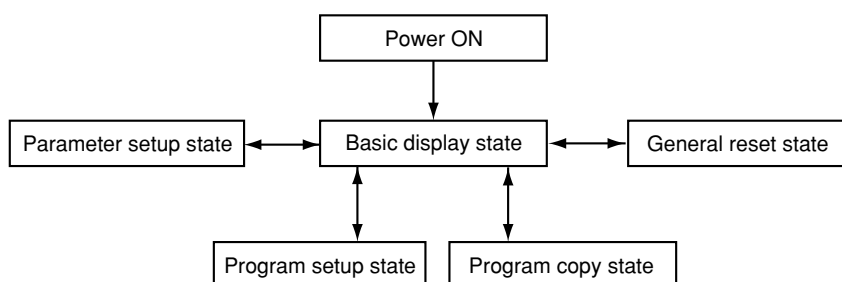 Power ON
Parameter setup state
Basic display state
General reset state
Program setup state
Program copy state